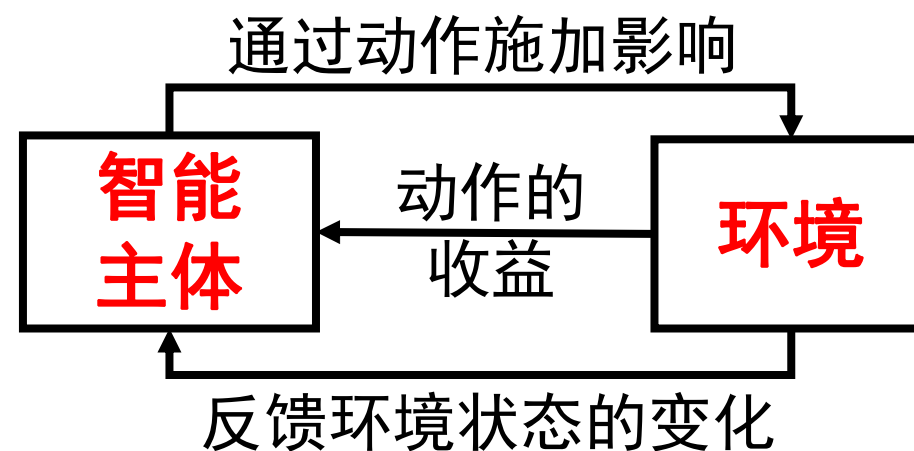 通过动作施加影响
智能
主体
动作的
收益
环境
反馈环境状态的变化